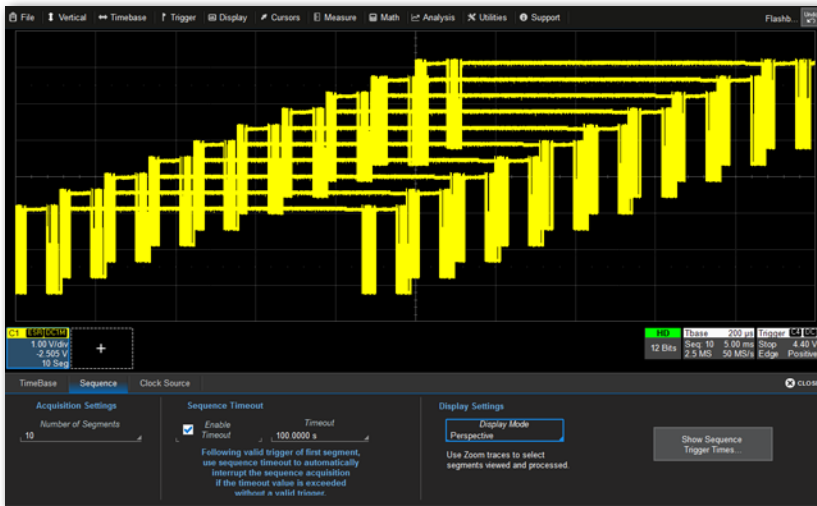 File Vertical Timebase Trigger Display Cursors Measure Math Analysis Utilities Support Flashb... Undo
C1 ESR DC1M
1.00 V/div
-2.505 V
10 Seg
+
HD
12 Bits
Tbase 200 µs
Seq: 10 5.00 ms
2.5 MS 50 MS/s
Trigger C4 DC
Stop 4.40 V
Edge Positive
TimeBase Sequence Clock Source CLOSE
Acquisition Settings
Number of Segments
10
Sequence Timeout
Enable Timeout
Timeout
100.0000 s
Following valid trigger of first segment,
use sequence timeout to automatically
interrupt the sequence acquisition
if the timeout value is exceeded
without a valid trigger.
Display Settings
Display Mode
Perspective
Use Zoom traces to select
segments viewed and processed.
Show Sequence
Trigger Times...